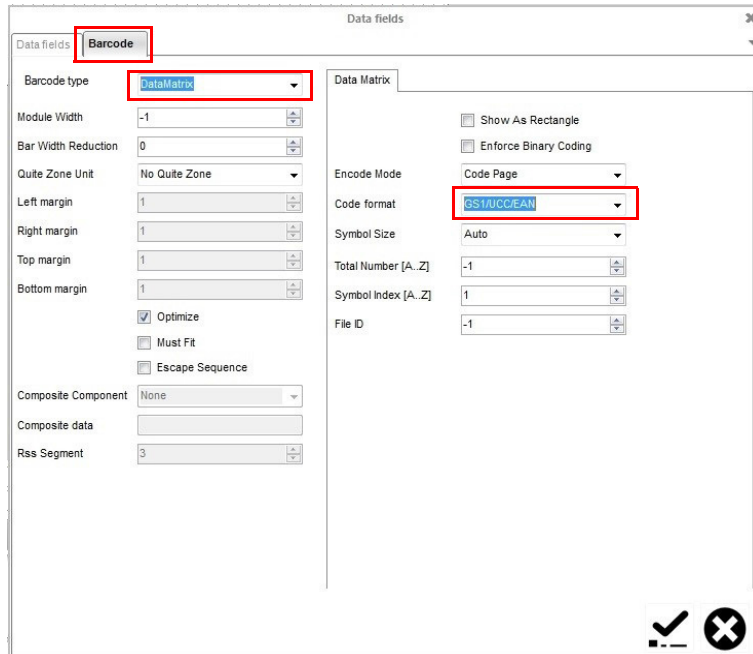 Data fields
Data fields
Barcode
Barcode type
DataMatrix
Module Width
-1
Bar Width Reduction
0
Quite Zone Unit
No Quite Zone
Left margin
1
Right margin
1
Top margin
1
Bottom margin
1
Optimize
Must Fit
Escape Sequence
Composite Component
None
Composite data
Rss Segment
3
Data Matrix
Show As Rectangle
Enforce Binary Coding
Encode Mode
Code Page
Code format
GS1/UCC/EAN
Symbol Size
Auto
Total Number [A..Z]
-1
Symbol Index [A..Z]
1
File ID
-1